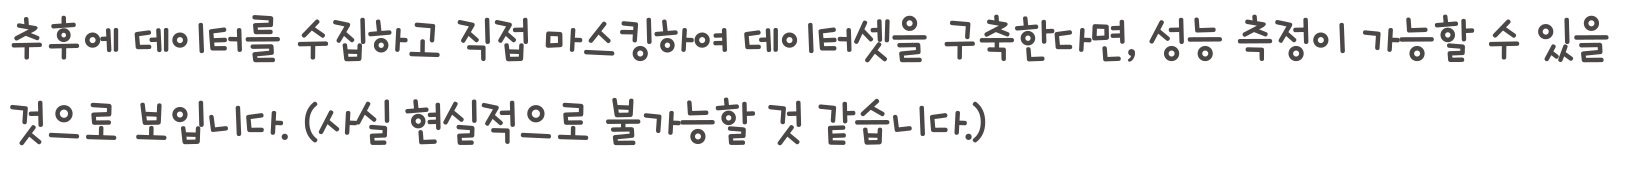 추후에 데이터를 수집하고 직접 마스킹하여 데이터셋을 구축한다면, 성능 측정이 가능할 수 있을
것으로 보입니다. (사실 현실적으로 불가능할 것 같습니다.)